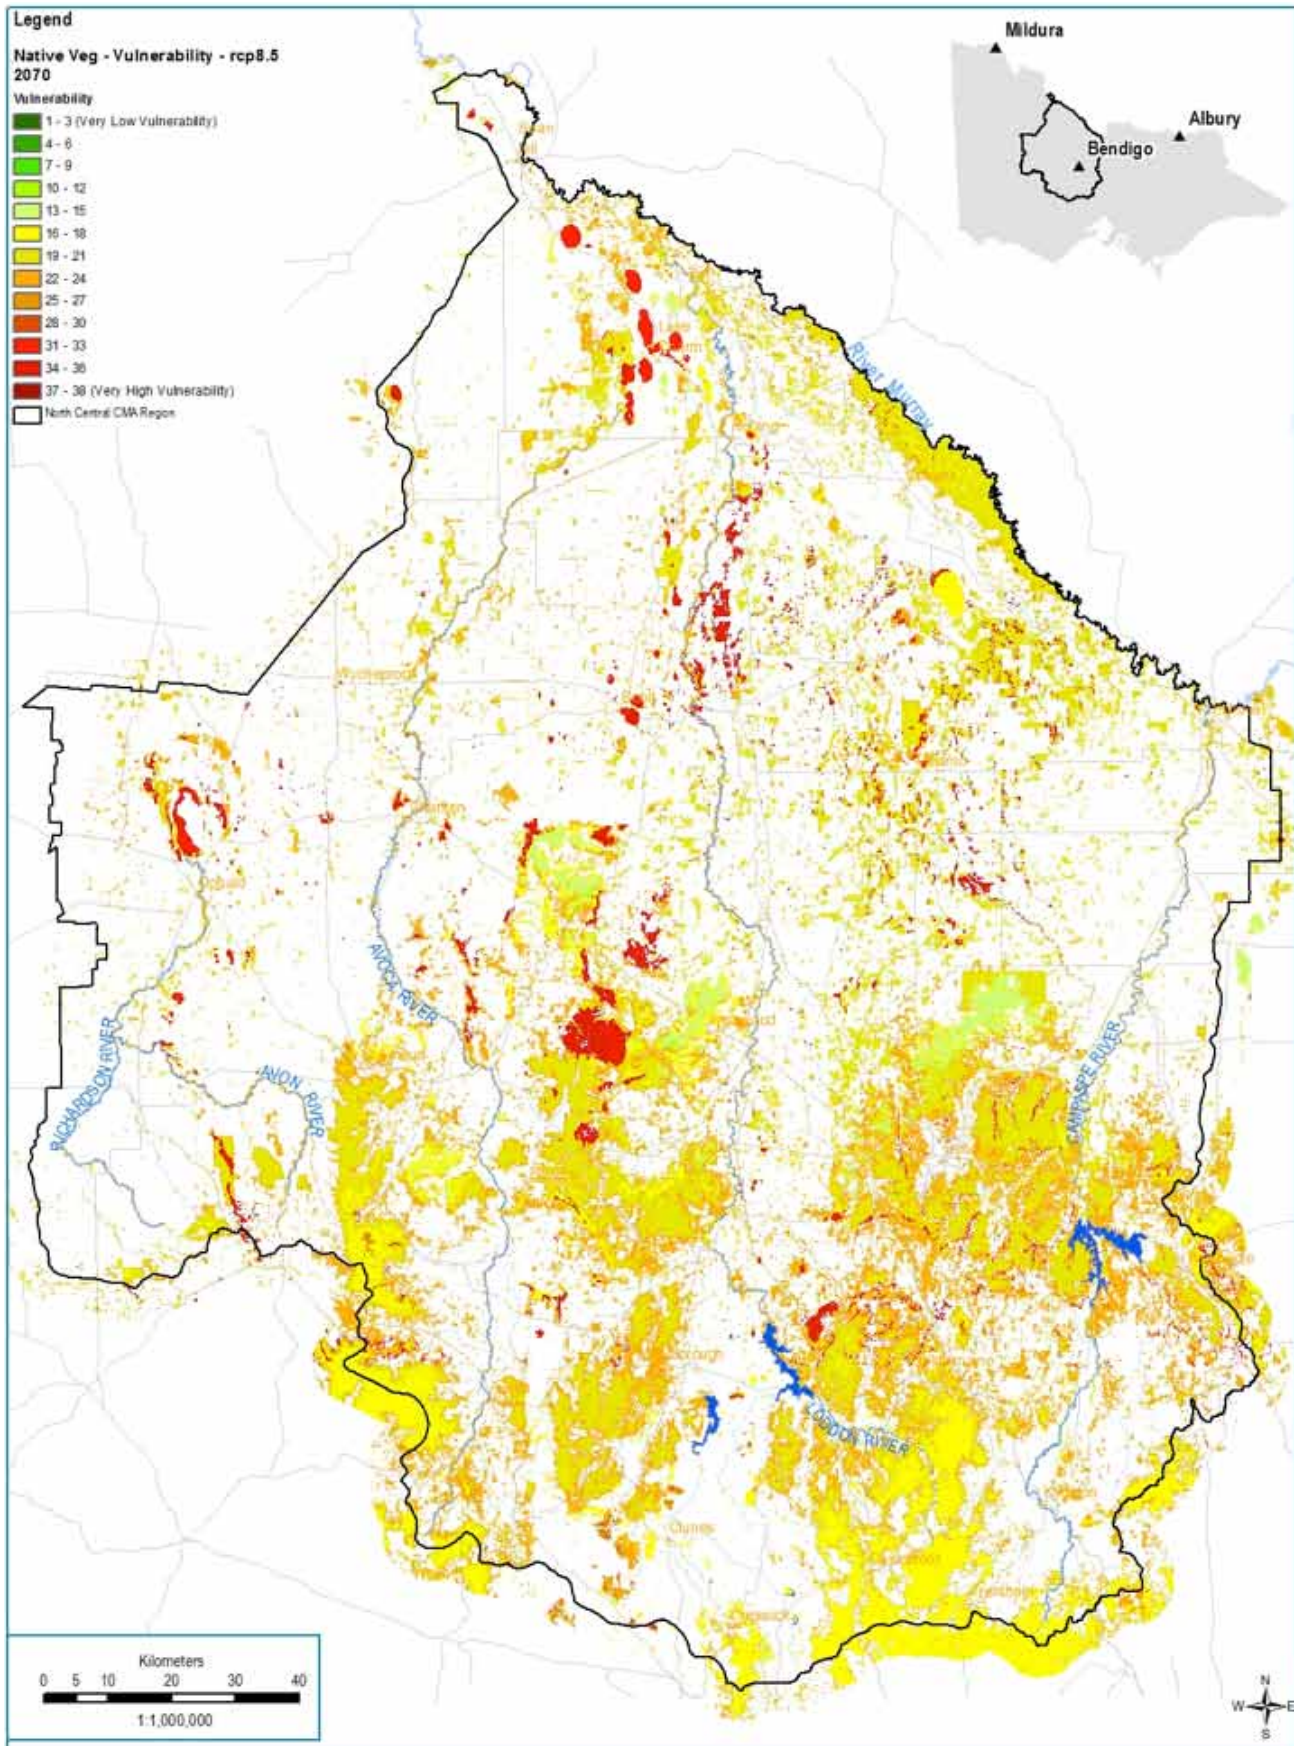 Legend
Native Veg - Vulnerability - rcp8.5
2070
Vulnerability
1 - 3 (Very Low Vulnerability)
4 - 6
7 - 9
10 - 12
13 - 15
16 - 18
19 - 21
22 - 24
25 - 27
28 - 30
31 - 33
34 - 36
37 - 38 (Very High Vulnerability)
North Central CMA Region
Mildura
Albury
Bendigo
Swan
River Murray
AVOCA RIVER
RICHARDSON RIVER
AVON
RIVER
CAMPASPE RIVER
LODDON RIVER
Clunes
Kilometers
0 5 10 20 30 40
1:1,000,000
N
W E
S